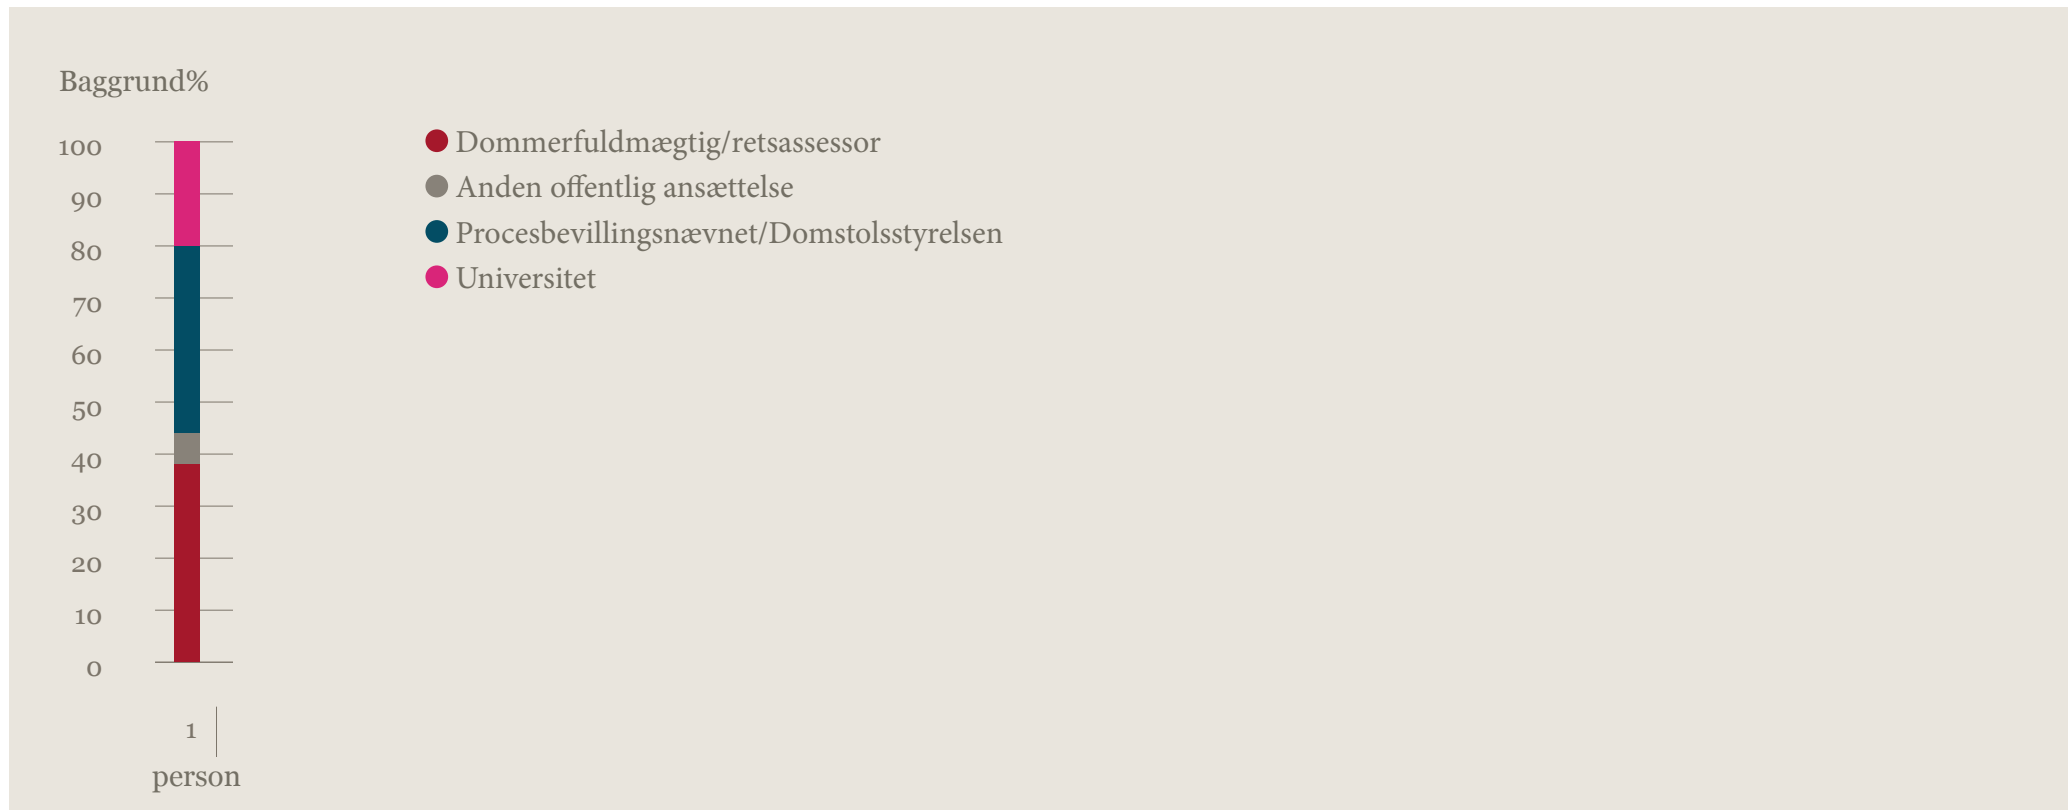 Baggrund%
100
90
80
70
60
50
40
30
20
10
0
1
person
Dommerfuldmægtig/retsassessor
Anden offentlig ansættelse
Procesbevillingsnævnet/Domstolsstyrelsen
Universitet